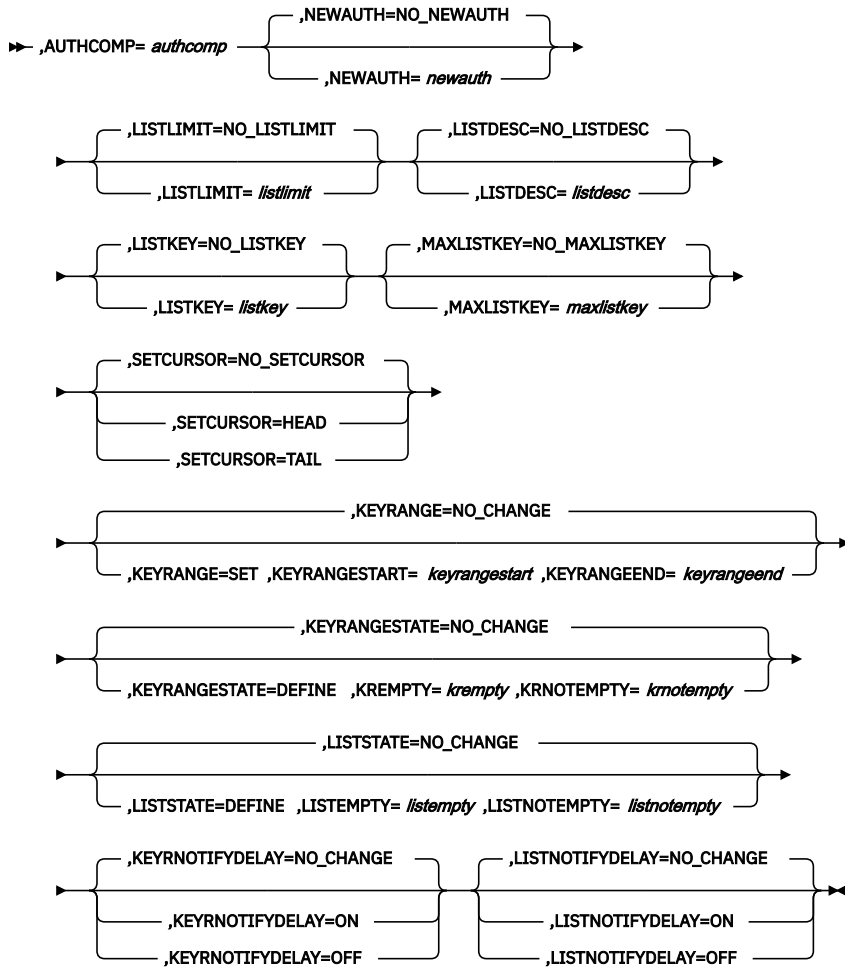 ,NEWAUTH=NO_NEWAUTH
,AUTHCOMP= authcomp
,NEWAUTH= newauth
,LISTLIMIT=NO_LISTLIMIT ,LISTDESC=NO_LISTDESC
,LISTLIMIT= listlimit ,LISTDESC= listdesc
,LISTKEY=NO_LISTKEY ,MAXLISTKEY=NO_MAXLISTKEY
,LISTKEY= listkey ,MAXLISTKEY= maxlistkey
,SETCURSOR=NO_SETCURSOR
,SETCURSOR=HEAD
,SETCURSOR=TAIL
,KEYRANGE=NO_CHANGE
,KEYRANGE=SET ,KEYRANGESTART= keyrangestart ,KEYRANGEEND= keyrangeend
,KEYRANGESTATE=NO_CHANGE
,KEYRANGESTATE=DEFINE ,KREMPTY= krempty ,KRNOTEMPTY= krnotempty
,LISTSTATE=NO_CHANGE
,LISTSTATE=DEFINE ,LISTEMPTY= listempty ,LISTNOTEMPTY= listnotempty
,KEYRNOTIFYDELAY=NO_CHANGE ,LISTNOTIFYDELAY=NO_CHANGE
,KEYRNOTIFYDELAY=ON ,LISTNOTIFYDELAY=ON
,KEYRNOTIFYDELAY=OFF ,LISTNOTIFYDELAY=OFF